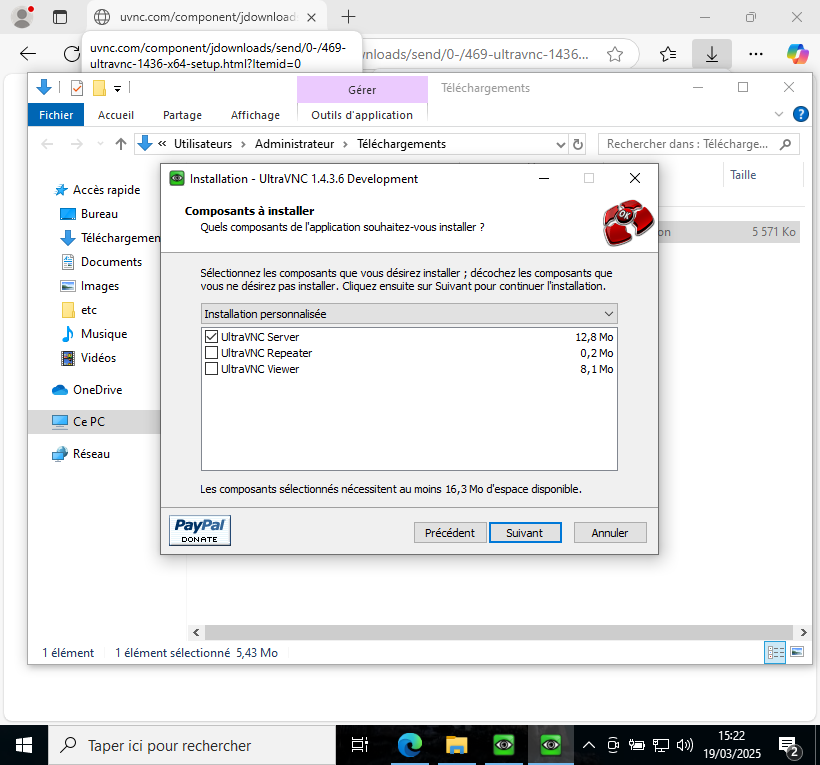 uvnc.com/component/jdownload
uvnc.com/component/jdownloads/send/0-/469-
ultravnc-1436-x64-setup.html?Itemid=0
wnloads/send/0-/469-ultravnc-1436...
Gérer
Téléchargements
Fichier
Accueil
Partage
Affichage
Outils d'application
« Utilisateurs > Administrateur > Téléchargements
Rechercher dans : Télécharge...
Taille
Accès rapide
Bureau
Téléchargemen
Documents
Images
etc
Musique
Vidéos
OneDrive
Ce PC
Réseau
on
5 571 Ko
Installation - UltraVNC 1.4.3.6 Development
Composants à installer
Quels composants de l'application souhaitez-vous installer ?
OK
Sélectionnez les composants que vous désirez installer ; décochez les composants que
vous ne désirez pas installer. Cliquez ensuite sur Suivant pour continuer l'installation.
Installation personnalisée
UltraVNC Server 12,8 Mo
UltraVNC Repeater 0,2 Mo
UltraVNC Viewer 8,1 Mo
Les composants sélectionnés nécessitent au moins 16,3 Mo d'espace disponible.
PayPal
DONATE
Précédent
Suivant
Annuler
1 élément
1 élément sélectionné 5,43 Mo
Taper ici pour rechercher
15:22
19/03/2025
2